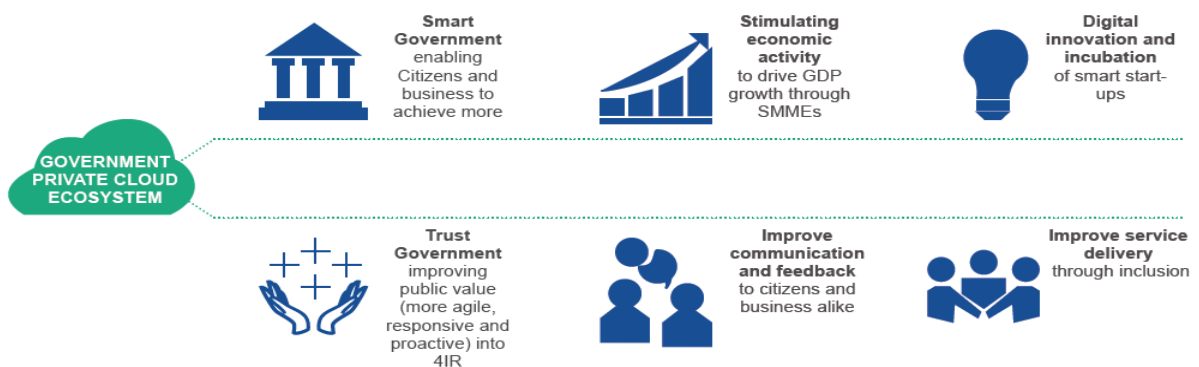 GOVERNMENT
PRIVATE CLOUD
ECOSYSTEM
Smart
Government
enabling
Citizens and
business to
achieve more
Stimulating
economic
activity
to drive GDP
growth through
SMMEs
Digital
innovation and
incubation
of smart start-
ups
Trust
Government
improving
public value
(more agile,
responsive and
proactive) into
4IR
Improve
communication
and feedback
to citizens and
business alike
Improve service
delivery
through inclusion